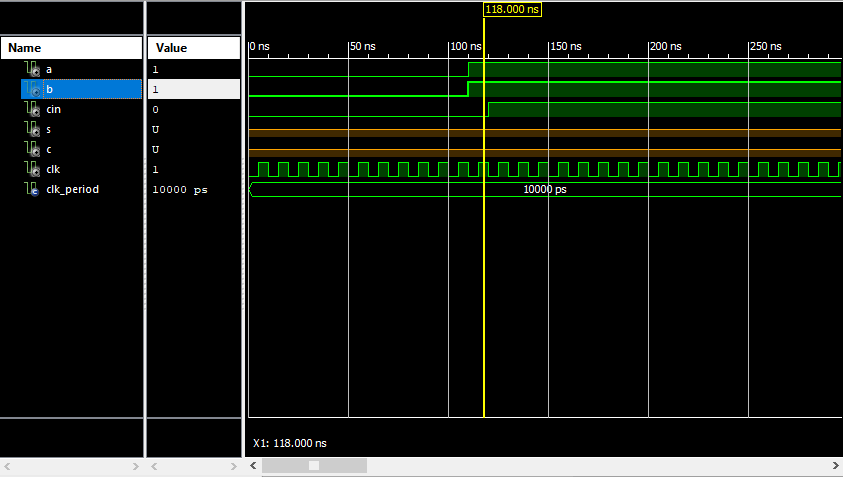 118.000 ns
Name Value
0 ns 50 ns 100 ns 150 ns 200 ns 250 ns
a 1
b 1
cin 0
s U
c U
clk 1
clk_period 10000 ps 10000 ps
X1: 118.000 ns